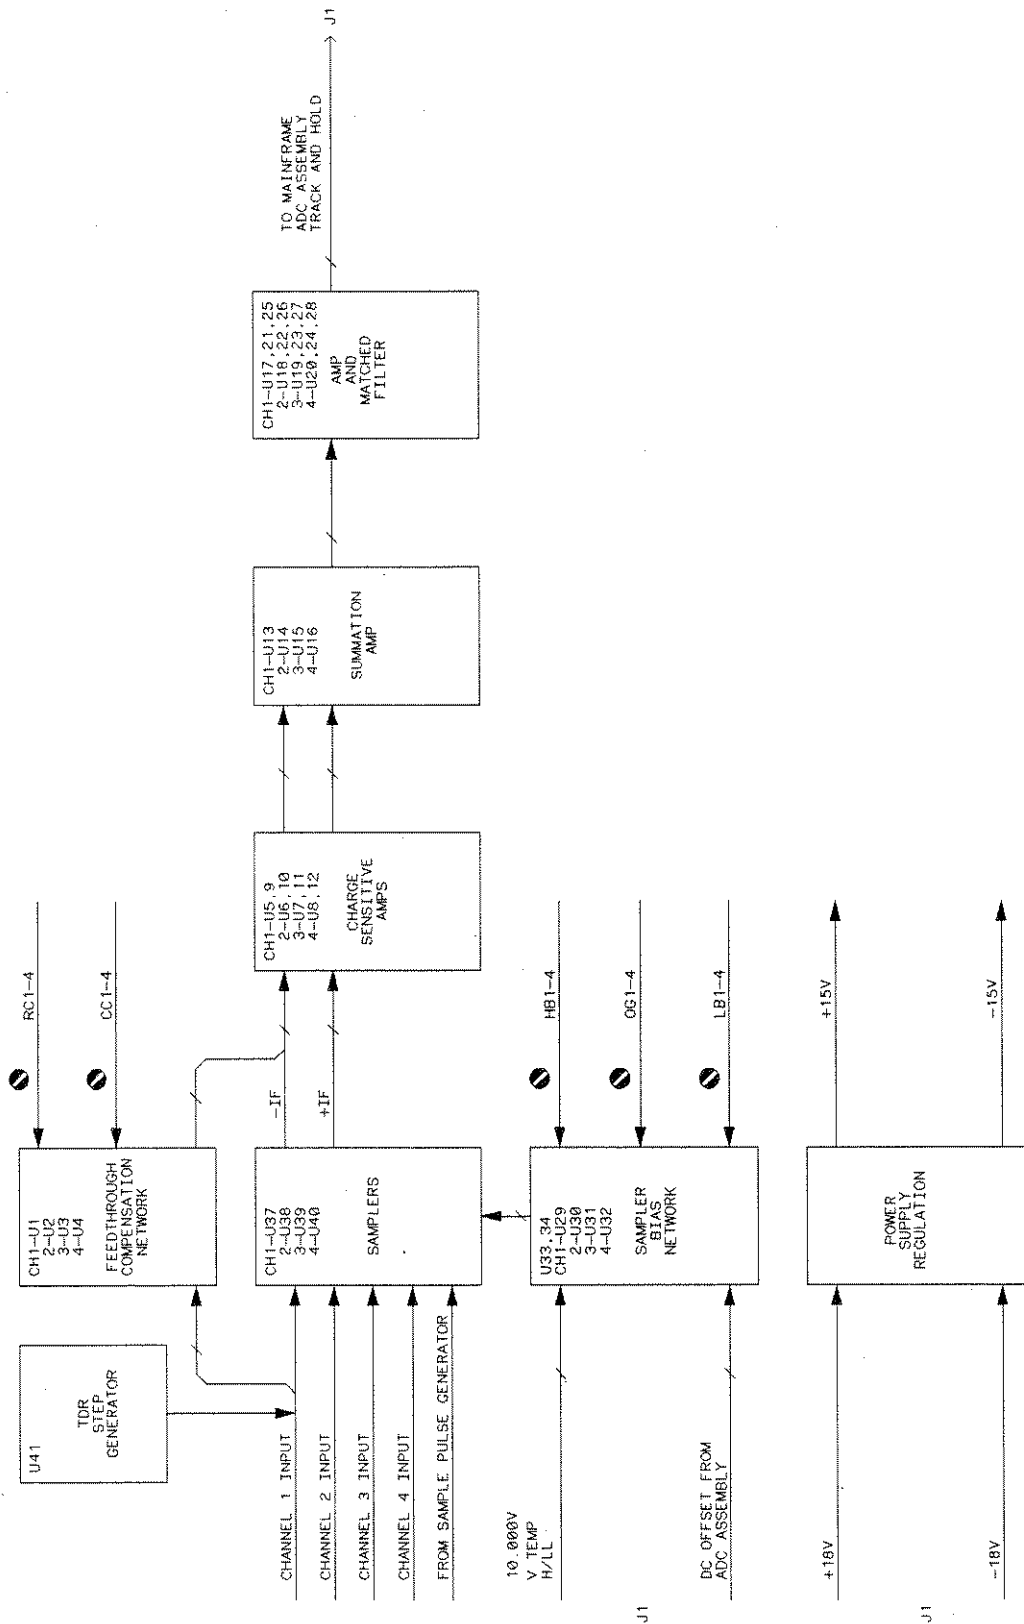 U41
TDR
STEP
GENERATOR
CH1-U1
2-U2
3-U3
4-U4
FEEDTHROUGH
COMPENSATION
NETWORK
RC1-4
CC1-4
CHANNEL 1 INPUT
CHANNEL 2 INPUT
CHANNEL 3 INPUT
CHANNEL 4 INPUT
FROM SAMPLE PULSE GENERATOR
CH1-U37
2-U38
3-U39
4-U40
SAMPLERS
-IF
+IF
CH1-U5,9
2-U6,10
3-U7,11
4-U8,12
CHARGE
SENSITIVE
AMPS
CH1-U13
2-U14
3-U15
4-U16
SUMMATION
AMP
CH1-U17,21,25
2-U18,22,26
3-U19,23,27
4-U20,24,28
AMP
AND
MATCHED
FILTER
TO MAINFRAME
ADC ASSEMBLY
TRACK AND HOLD
J1
10.000V
V TEMP
H/LL
DC OFFSET FROM
ADC ASSEMBLY
J1
U33,34
CH1-U29
2-U30
3-U31
4-U32
SAMPLER
BIAS
NETWORK
HB1-4
OG1-4
LB1-4
+18V
-18V
J1
POWER
SUPPLY
REGULATION
+15V
-15V